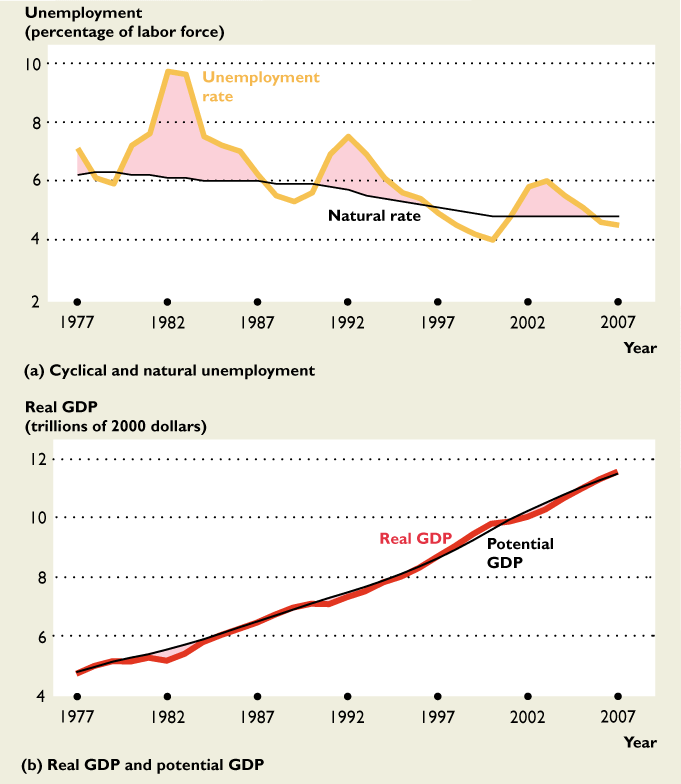 Unemployment
(percentage of labor force)
10
Unemployment
rate
8
6
Natural rate
4
2
1977 1982 1987 1992 1997 2002 2007
Year
(a) Cyclical and natural unemployment
Real GDP
(trillions of 2000 dollars)
12
10
Real GDP
Potential
GDP
8
6
4
1977 1982 1987 1992 1997 2002 2007
Year
(b) Real GDP and potential GDP